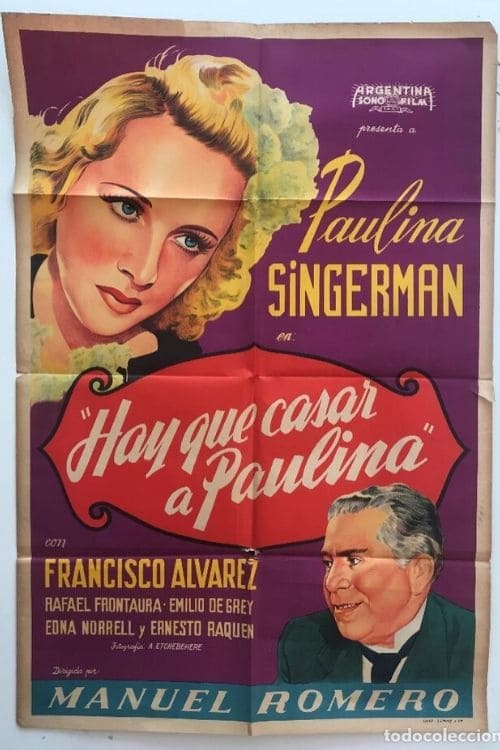 ARGENTINA
SONO FILM
presenta a
Paulina
SiNGERMAN
en:
"Hay que casar
a Paulina"
con
FRANCISCO ALVAREZ
RAFAEL FRONTAURA - EMILIO DE GREY
EDNA NORRELL y ERNESTO RAQUEN
Fotografía A. ETCHEBEHERE
Dirigida por
MANUEL ROMERO
todocoleccion